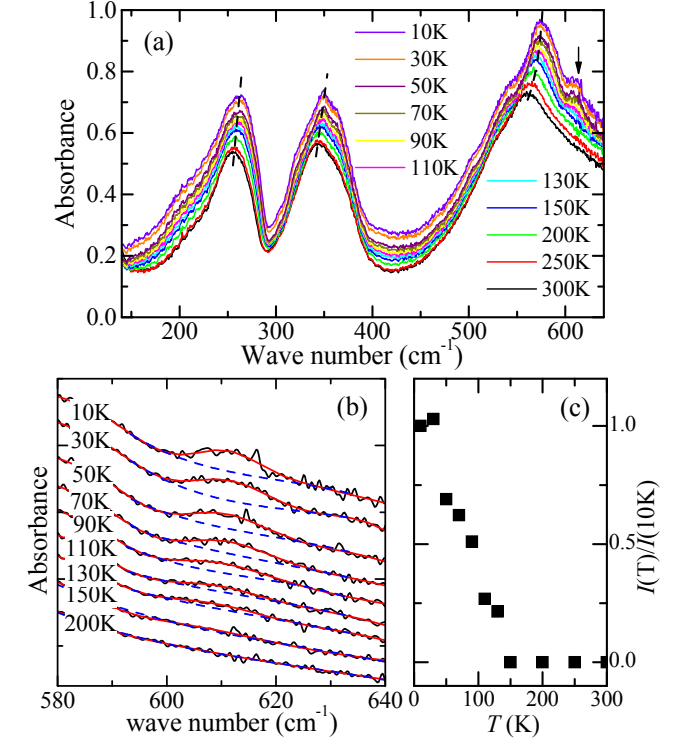 (a)
Absorbance
1.0
0.8
0.6
0.4
0.2
0.0
200
300
400
500
600
Wave number (cm⁻¹)
10K
30K
50K
70K
90K
110K
130K
150K
200K
250K
300K
(b)
Absorbance
10K
30K
50K
70K
90K
110K
130K
150K
200K
580
600
620
640
wave number (cm⁻¹)
(c)
1.0
0.5
0.0
I(T)/I(10K)
0
100
200
300
T (K)